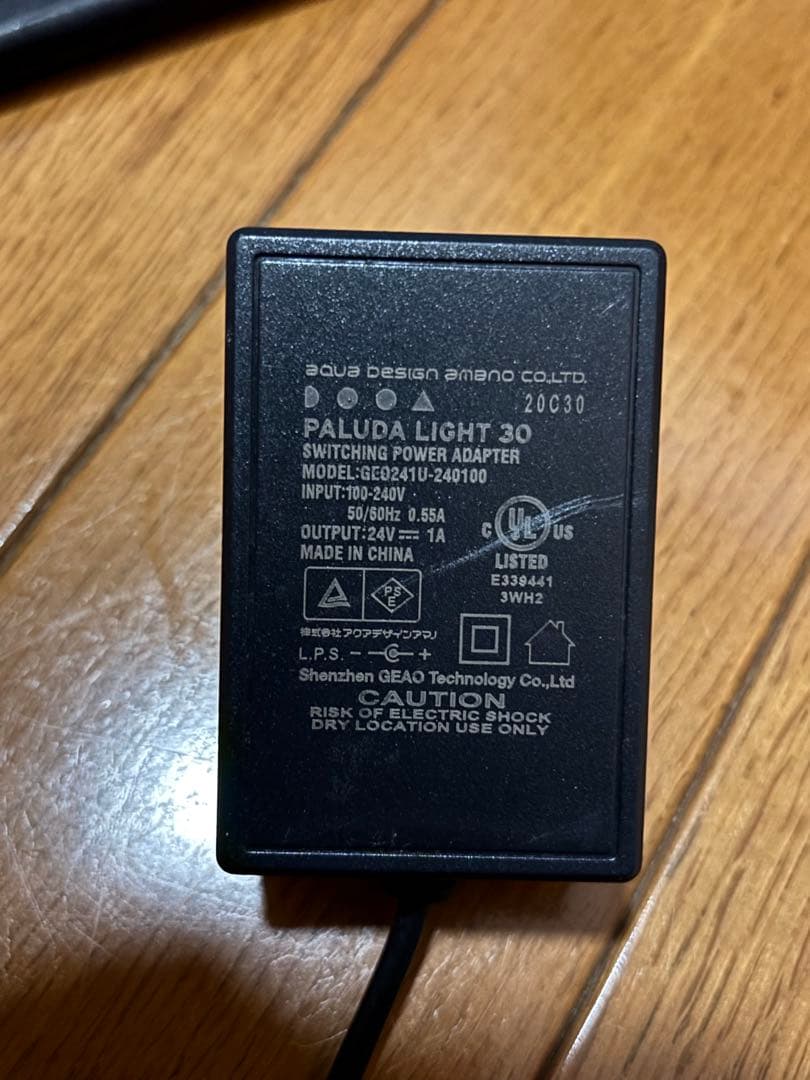 aqua design amano CO.,LTD.
20C30
PALUDA LIGHT 30
SWITCHING POWER ADAPTER
MODEL:GEO241U-240100
INPUT:100-240V
50/60Hz 0.55A
OUTPUT:24V⎓1A
MADE IN CHINA
C UL US
LISTED
E339441
3WH2
PS
E
株式会社アクアデザインアマノ
L.P.S. - +
Shenzhen GEAO Technology Co.,Ltd
CAUTION
RISK OF ELECTRIC SHOCK
DRY LOCATION USE ONLY